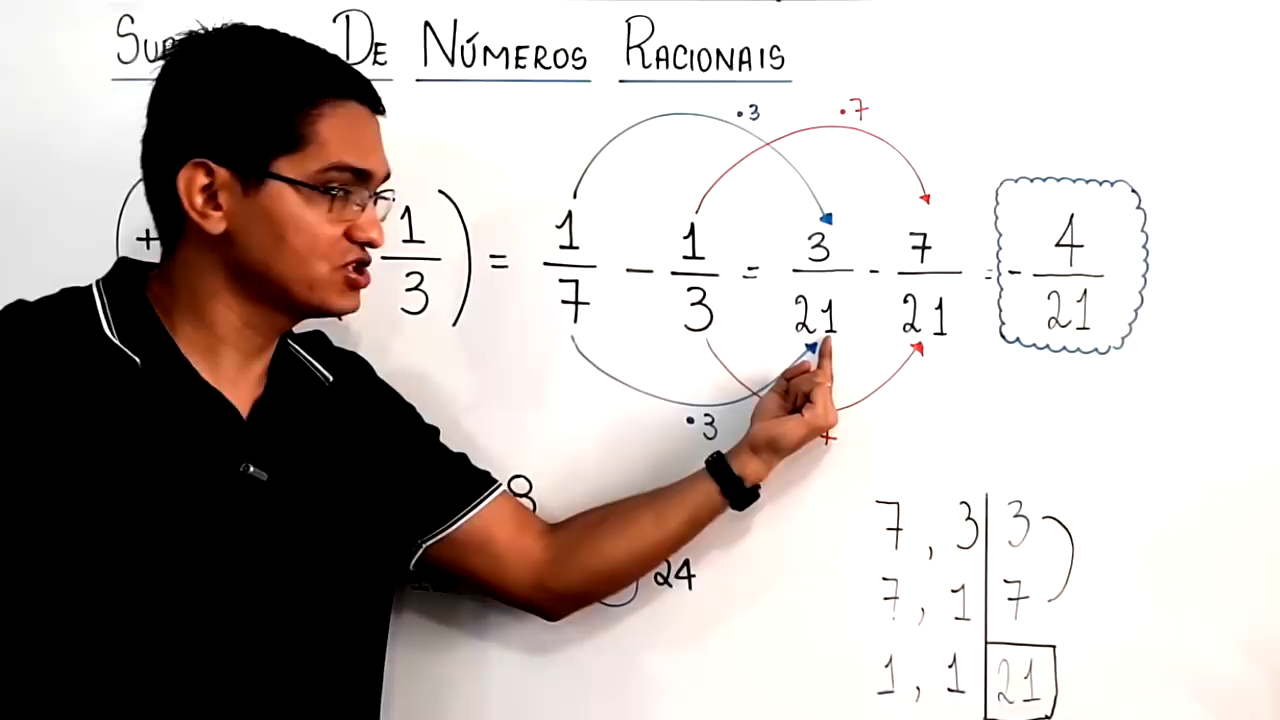 De Números Racionais
·3 ·7
+ 1/3) = 1/7 - 1/3 = 3/21 - 7/21 = - 4/21
·3
8
24
7, 3 | 3
7, 1 | 7
1, 1 | 21